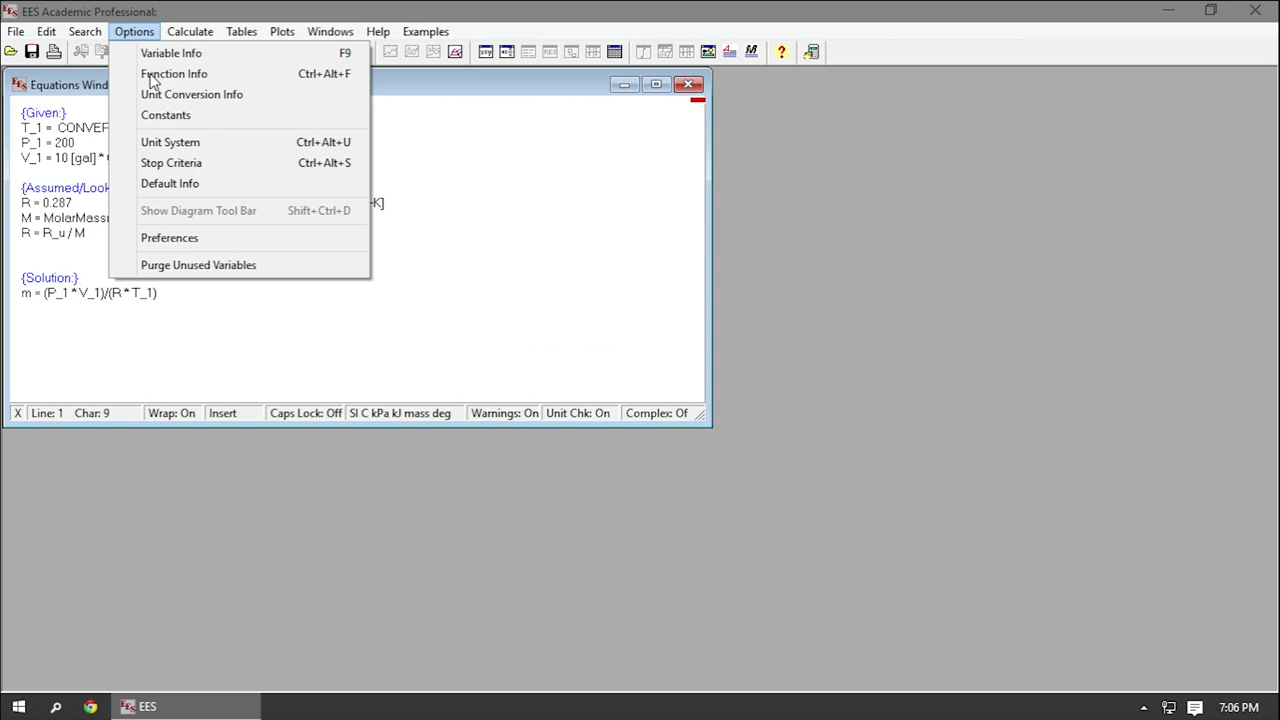 EES Academic Professional:
File Edit Search Options Calculate Tables Plots Windows Help Examples
Variable Info F9
Function Info Ctrl+Alt+F
Unit Conversion Info
Constants
Unit System Ctrl+Alt+U
Stop Criteria Ctrl+Alt+S
Default Info
Show Diagram Tool Bar Shift+Ctrl+D
Preferences
Purge Unused Variables
Equations Wind
{Given:}
T_1 = CONVER
P_1 = 200
V_1 = 10 [gal]*
{Assumed/Look
R = 0.287
K]
M = MolarMass
R = R_u / M
{Solution:}
m = (P_1 * V_1)/(R * T_1)
X Line: 1 Char: 9 Wrap: On Insert Caps Lock: Off SI C kPa kJ mass deg Warnings: On Unit Chk: On Complex: Of
EES 7:06 PM